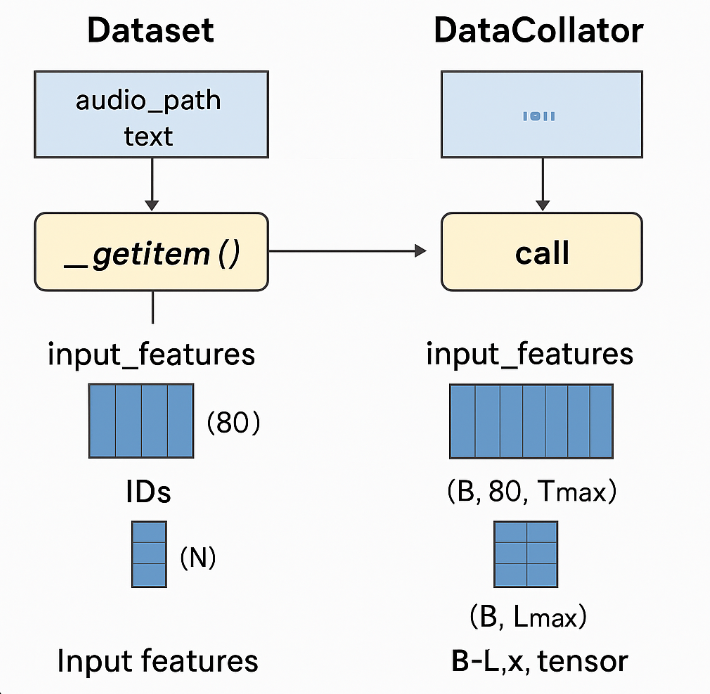 Dataset
DataCollator
audio_path
text
_getitem ()
call
input_features
input_features
(80)
IDs
(B, 80, Tmax)
(N)
(B, Lmax)
Input features
B-L,x, tensor